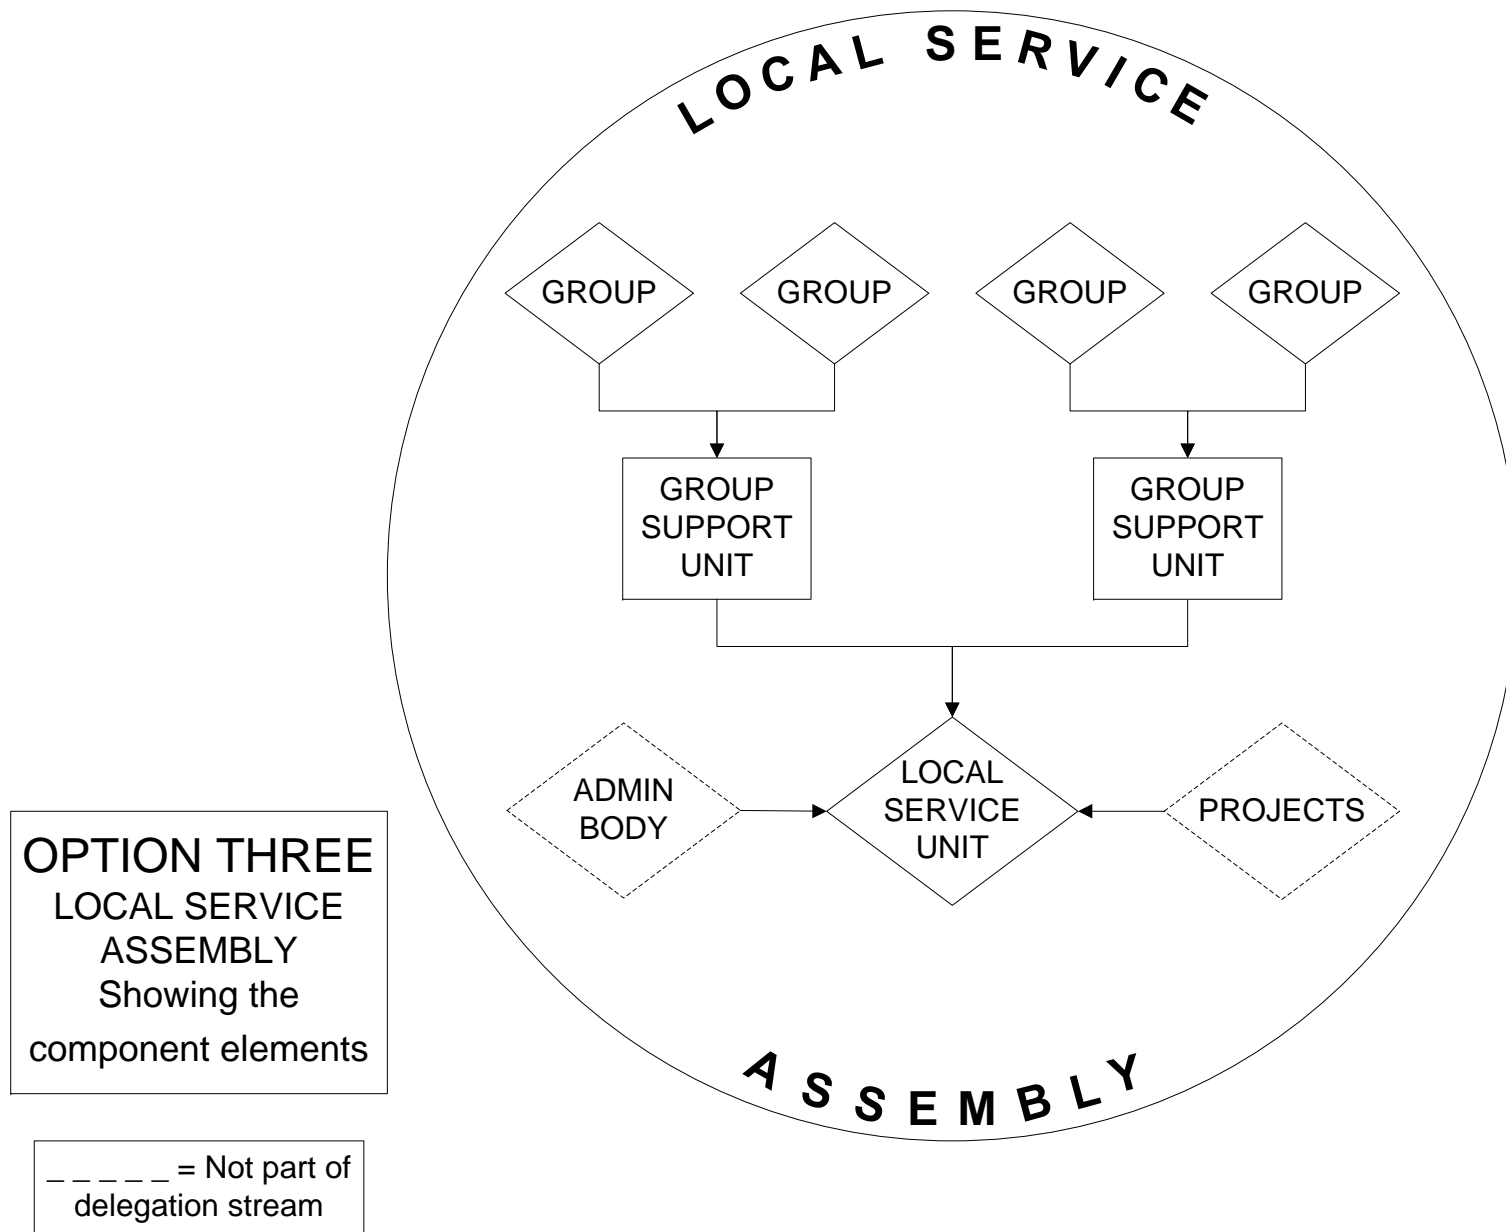 LOCAL SERVICE
GROUP
GROUP
GROUP
GROUP
GROUP
SUPPORT
UNIT
GROUP
SUPPORT
UNIT
ADMIN
BODY
LOCAL
SERVICE
UNIT
PROJECTS
ASSEMBLY
OPTION THREE
LOCAL SERVICE
ASSEMBLY
Showing the
component elements
_ _ _ _ _ = Not part of
delegation stream